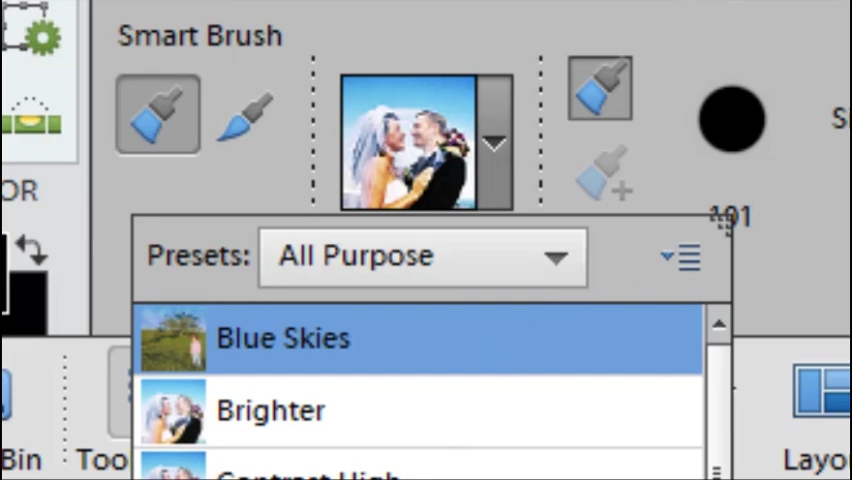 Smart Brush
OR
Presets: All Purpose
Blue Skies
Brighter
Contrast High
Bin
Too
Layo